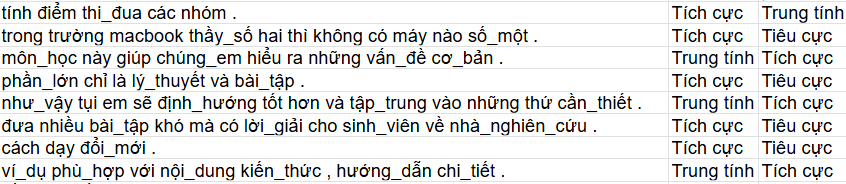 tính điểm thi_đua các nhóm . Tích cực Trung tính
trong trường macbook thầy_số hai thì không có máy nào số_một . Tích cực Tiêu cực
môn_học này giúp chúng_em hiểu ra những vấn_đề cơ_bản . Trung tính Tích cực
phần_lớn chỉ là lý_thuyết và bài_tập . Tích cực Tiêu cực
như_vậy tụi em sẽ định_hướng tốt hơn và tập_trung vào những thứ cần_thiết . Trung tính Tích cực
đưa nhiều bài_tập khó mà có lời_giải cho sinh_viên về nhà_nghiên_cứu . Tích cực Tiêu cực
cách dạy đổi_mới . Tích cực Tiêu cực
ví_dụ phù_hợp với nội_dung kiến_thức , hướng_dẫn chi_tiết . Trung tính Tích cực